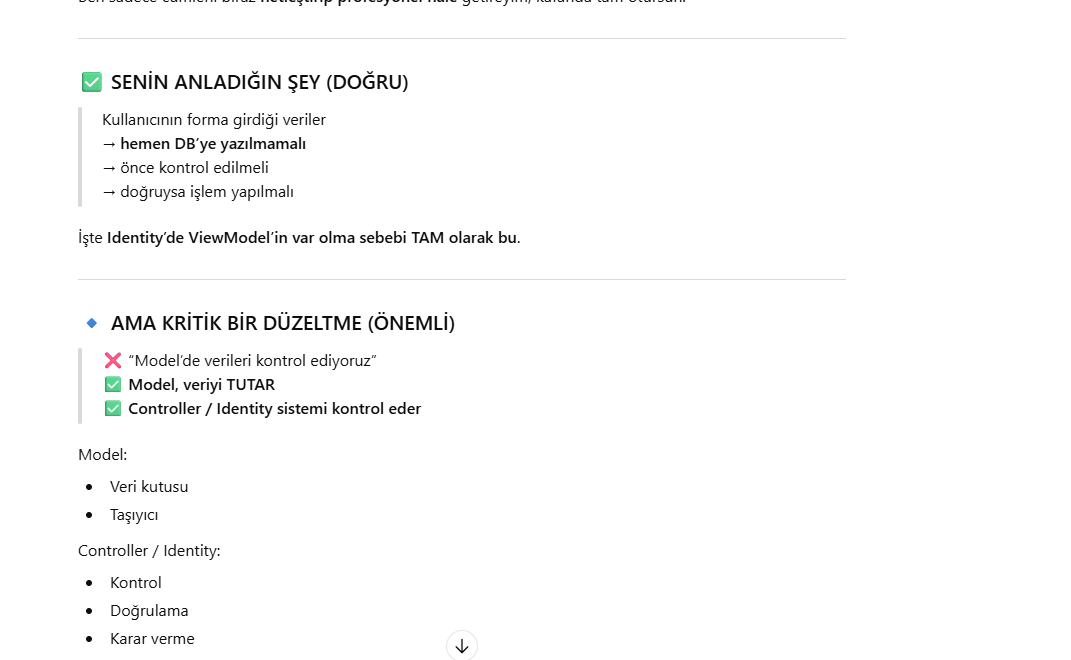 ✅ SENİN ANLADIĞIN ŞEY (DOĞRU)
Kullanıcının forma girdiği veriler
→ hemen DB’ye yazılmamalı
→ önce kontrol edilmeli
→ doğruysa işlem yapılmalı
İşte Identity’de ViewModel’in var olma sebebi TAM olarak bu.
🔹 AMA KRİTİK BİR DÜZELTME (ÖNEMLİ)
❌ “Model’de verileri kontrol ediyoruz”
✅ Model, veriyi TUTAR
✅ Controller / Identity sistemi kontrol eder
Model:
• Veri kutusu
• Taşıyıcı
Controller / Identity:
• Kontrol
• Doğrulama
• Karar verme